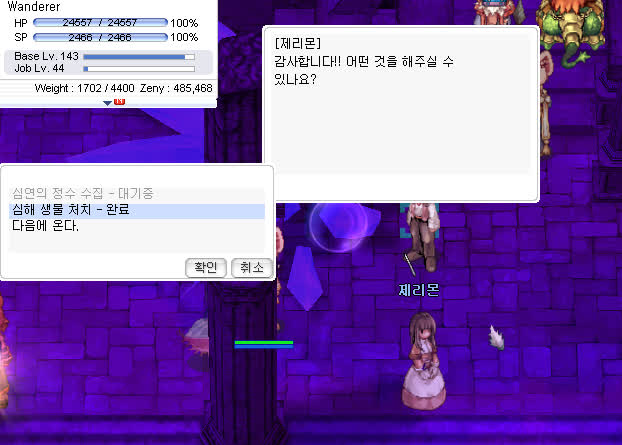 Wanderer
HP 24557 / 24557 100%
SP 2466 / 2466 100%
Base Lv. 143
Job Lv. 44
Weight : 1702 / 4400 Zeny : 485,468
[제리몬]
감사합니다!! 어떤 것을 해주실 수
있나요?
심연의 정수 수집 - 대기중
심해 생물 처치 - 완료
다음에 온다.
확인 취소
제리몬